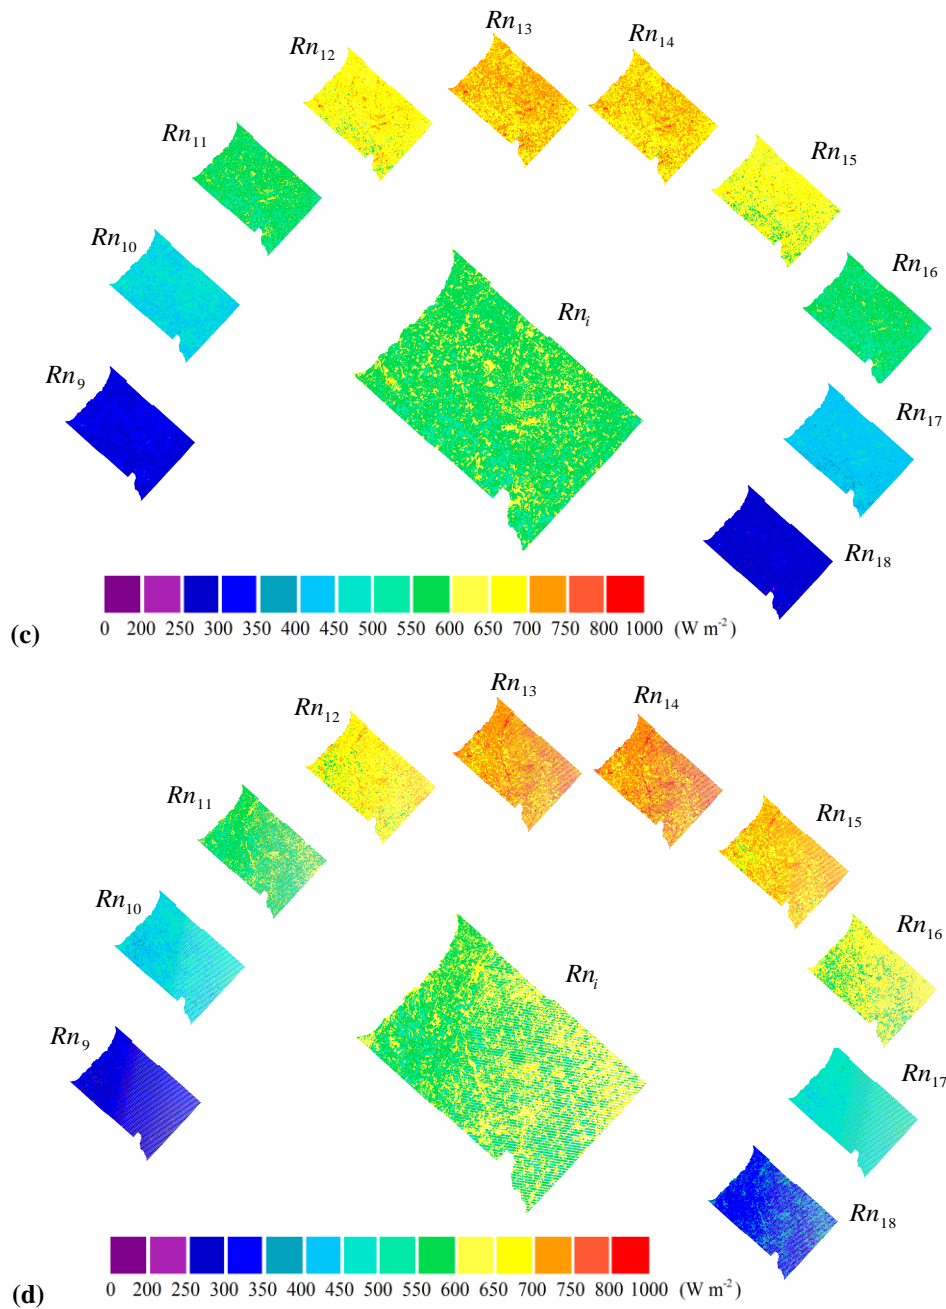 Rn₁₃
Rn₁₂
Rn₁₄
Rn₁₁
Rn₁₅
Rn₁₀
Rn₁₆
Rnᵢ
Rn₉
Rn₁₇
Rn₁₈
0 200 250 300 350 400 450 500 550 600 650 700 750 800 1000 (W m⁻²)
(c)
Rn₁₃
Rn₁₂
Rn₁₄
Rn₁₁
Rn₁₅
Rn₁₀
Rn₁₆
Rnᵢ
Rn₉
Rn₁₇
Rn₁₈
0 200 250 300 350 400 450 500 550 600 650 700 750 800 1000 (W m⁻²)
(d)